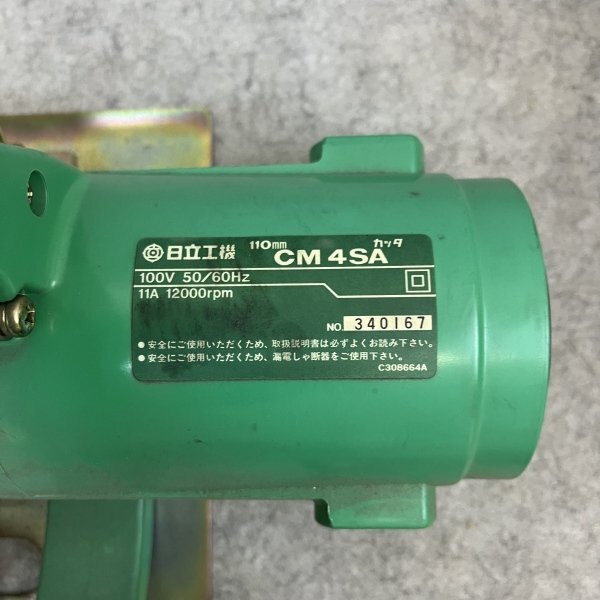 日立工機 110mm CM 4SA カッタ
100V 50/60Hz
11A 12000rpm
NO. 340167
●安全にご使用いただくため、取扱説明書は必ずよくお読み下さい。
●安全にご使用いただくため、漏電しゃ断器をご使用下さい。
C308664A